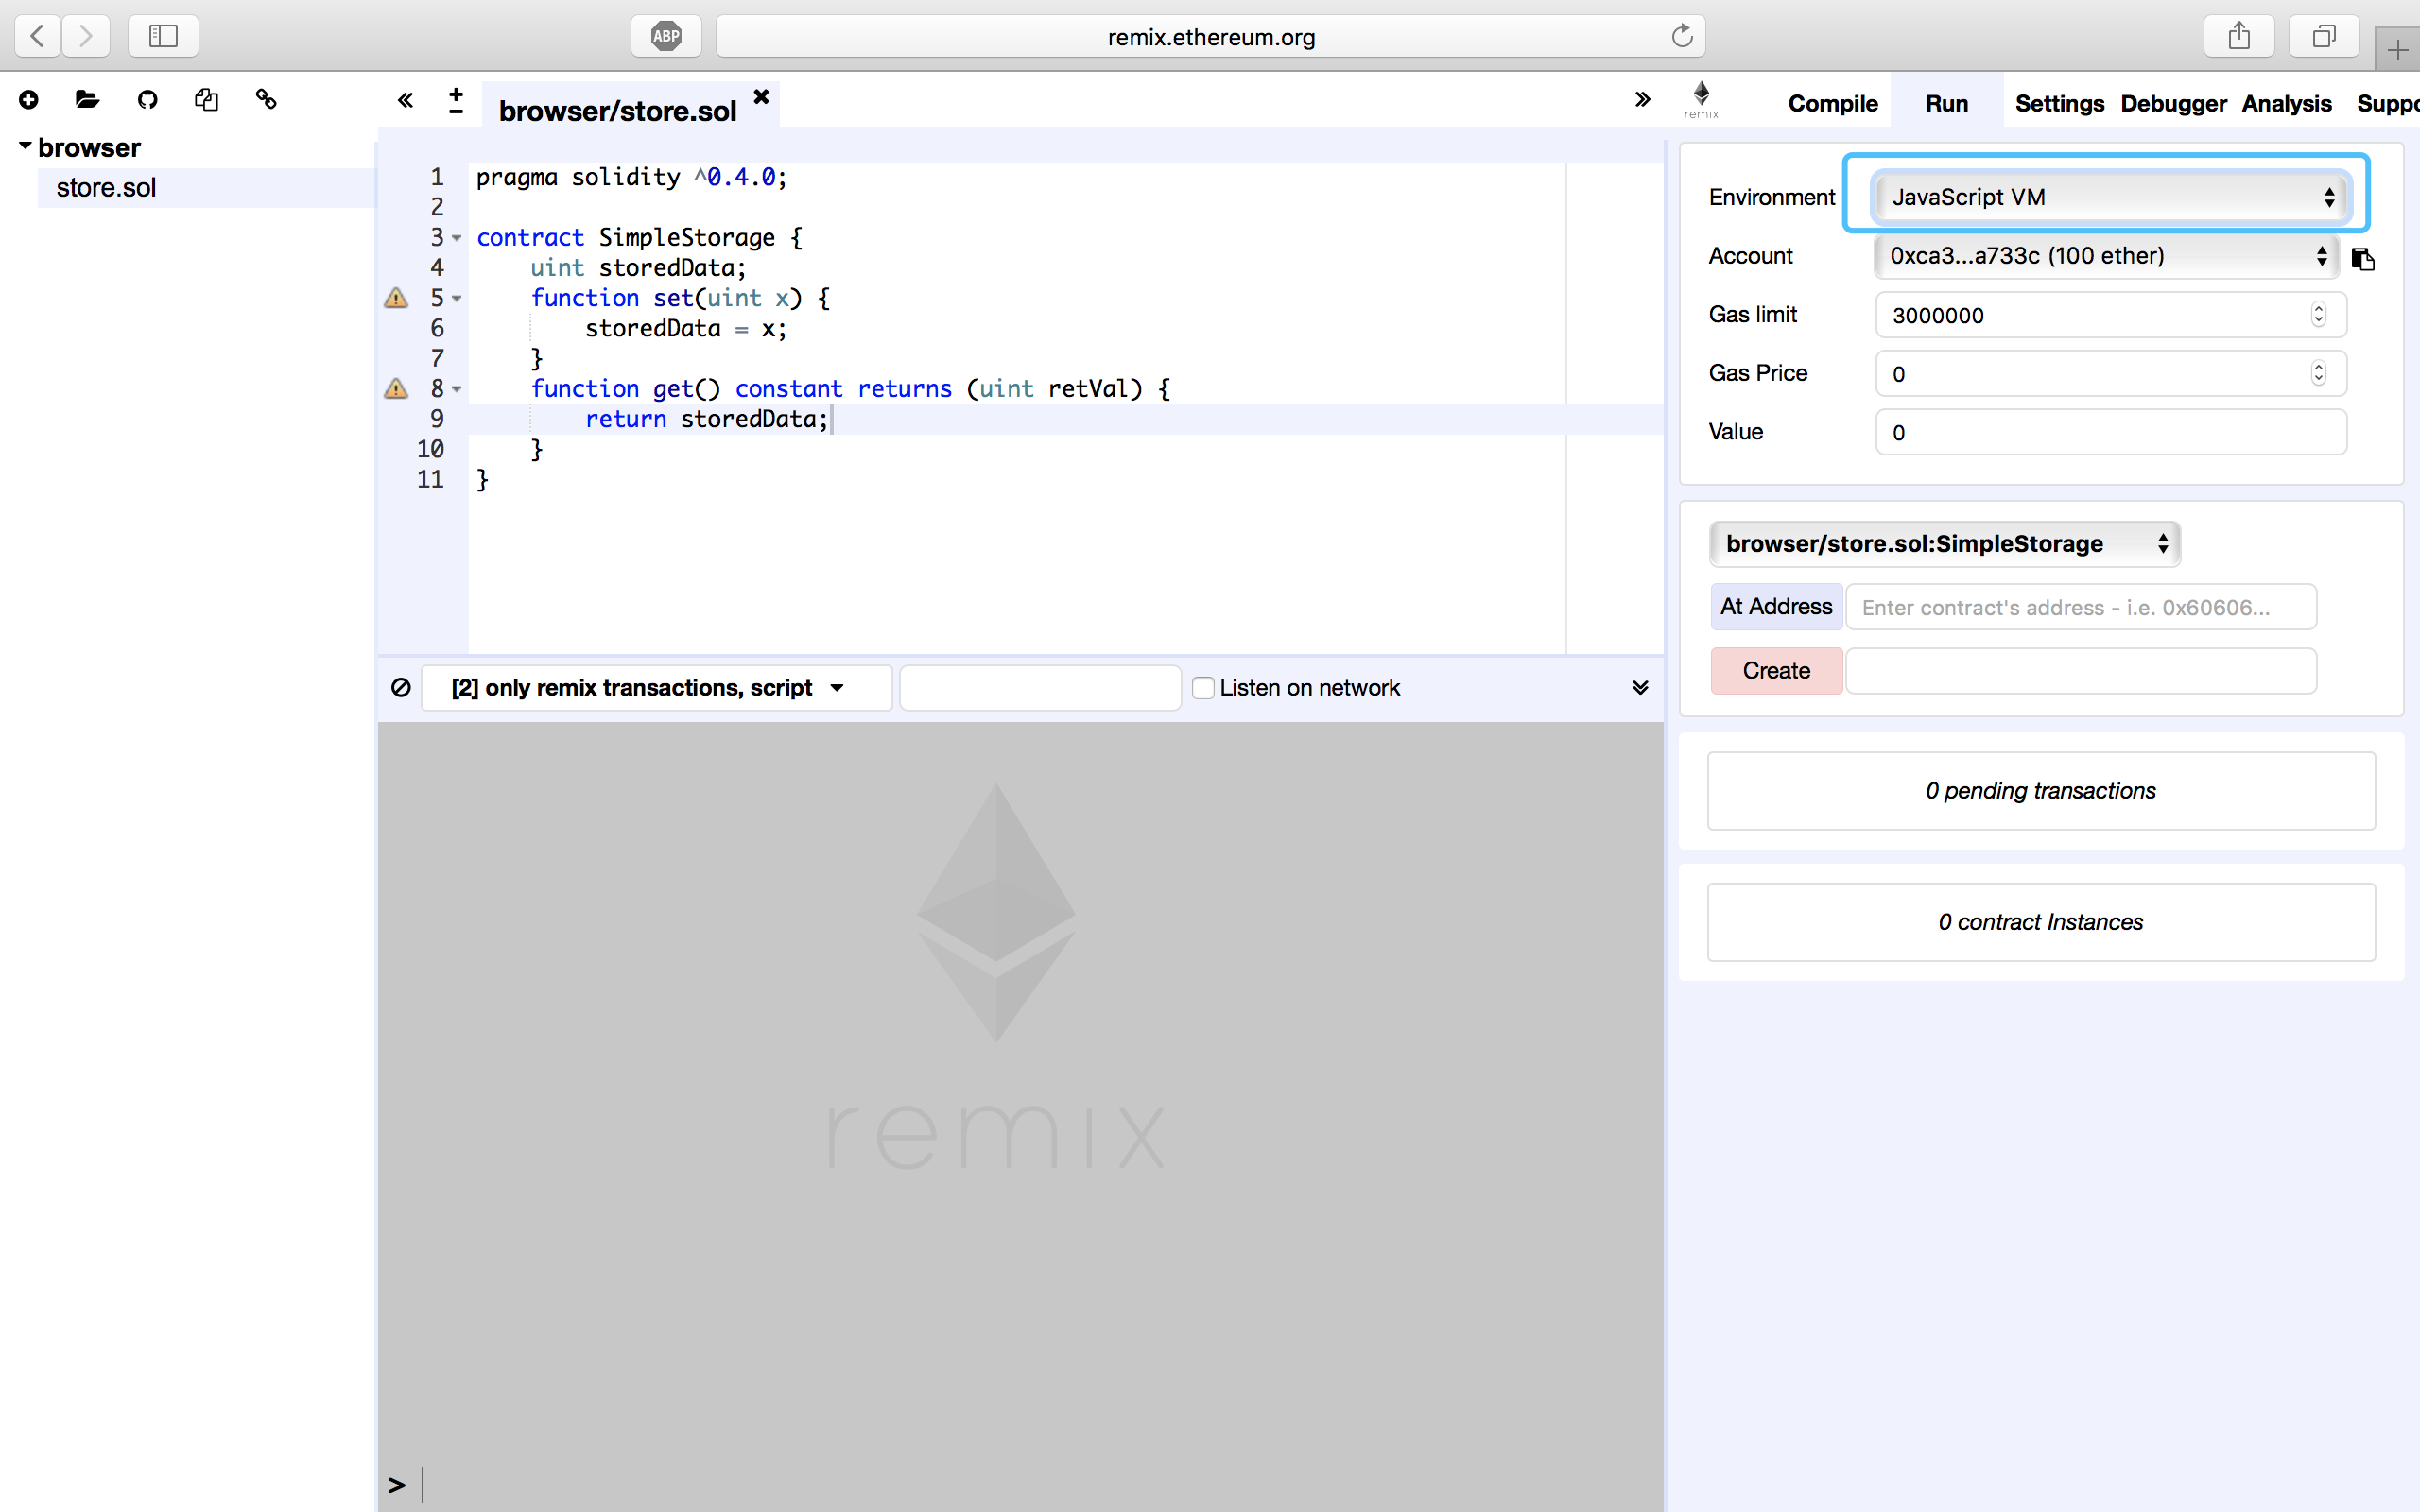 ABP
remix.ethereum.org
browser/store.sol
remix
Compile
Run
Settings
Debugger
Analysis
Suppo
browser
store.sol
1 pragma solidity ^0.4.0;
2
3 contract SimpleStorage {
4     uint storedData;
5     function set(uint x) {
6         storedData = x;
7     }
8     function get() constant returns (uint retVal) {
9         return storedData;
10     }
11 }
Environment JavaScript VM
Account 0xca3...a733c (100 ether)
Gas limit 3000000
Gas Price 0
Value 0
browser/store.sol:SimpleStorage
At Address Enter contract's address - i.e. 0x60606...
Create
[2] only remix transactions, script
Listen on network
0 pending transactions
0 contract Instances
remix
>